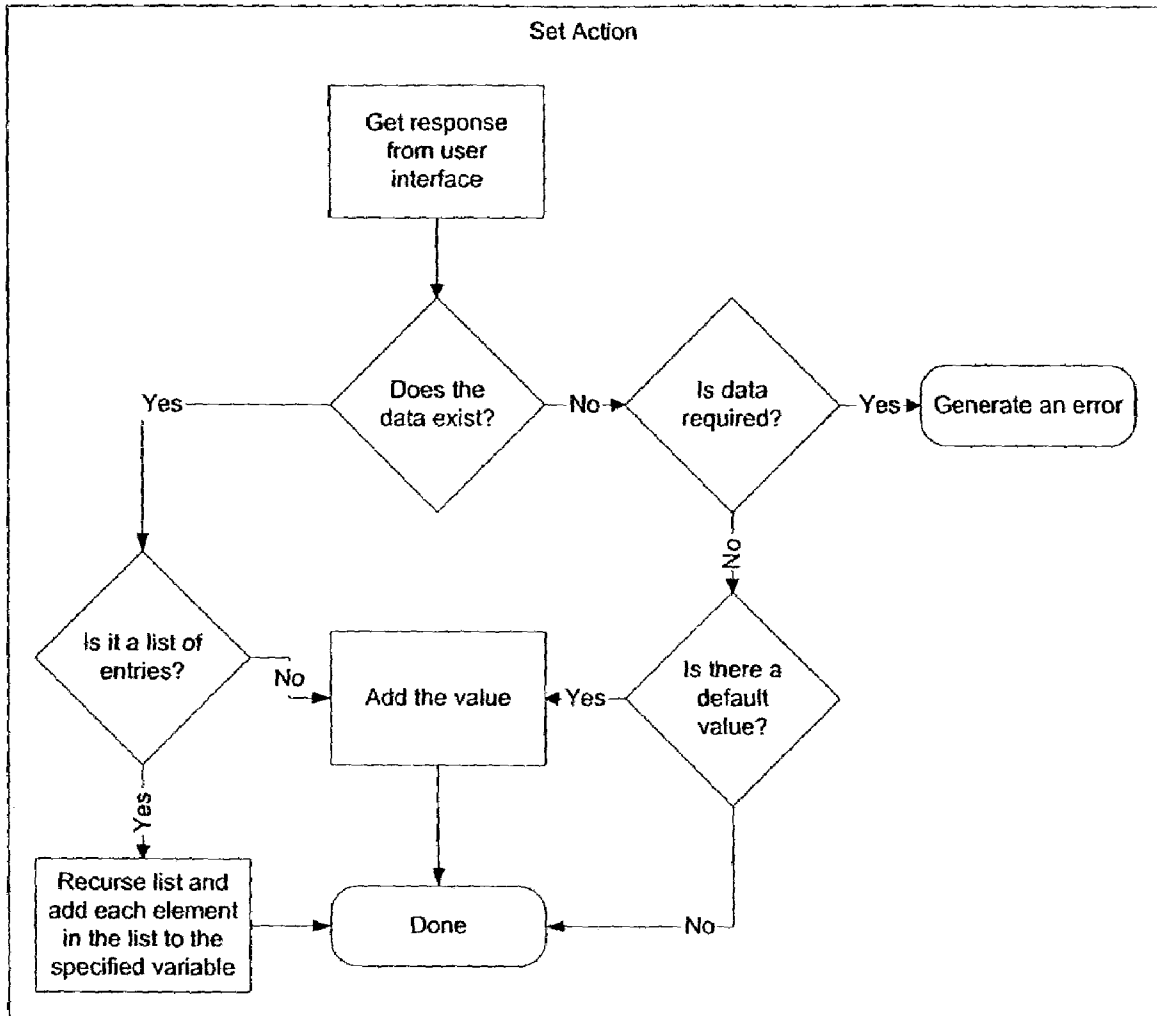 Set Action
Get response
from user
interface
Does the
data exist?
Yes
No
Is data
required?
Yes
Generate an error
No
Is it a list of
entries?
No
Add the value
Yes
Is there a
default
value?
Yes
Recurse list and
add each element
in the list to the
specified variable
Done
No